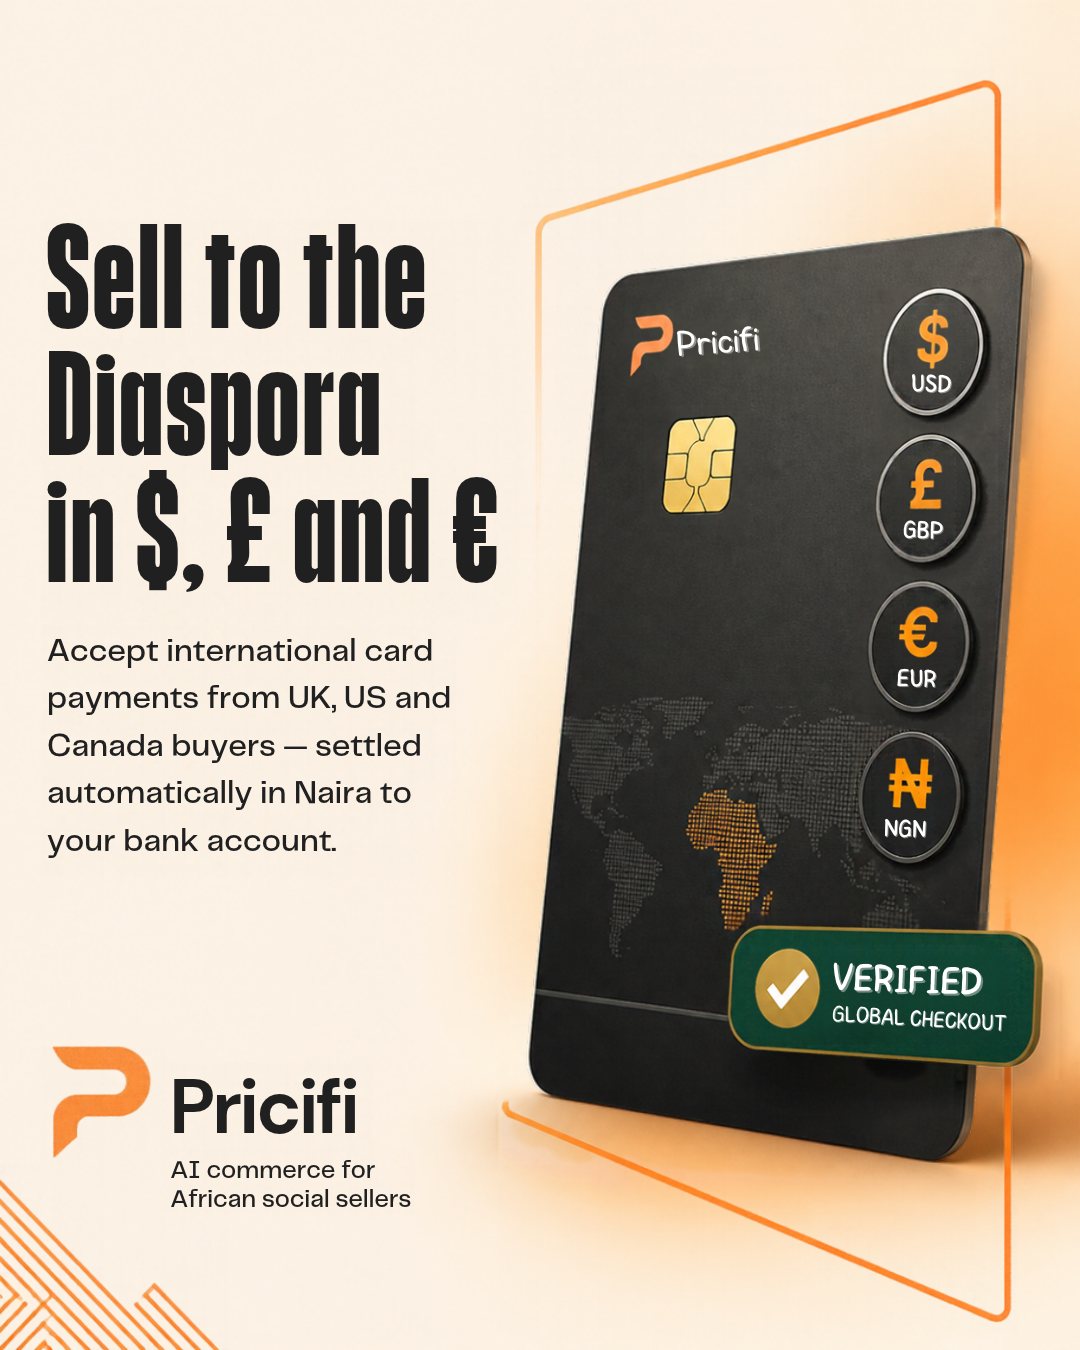 Sell to the
Diaspora
in $, £ and €
Accept international card
payments from UK, US and
Canada buyers — settled
automatically in Naira to
your bank account.
Pricifi
AI commerce for
African social sellers
Pricifi
$
USD
£
GBP
€
EUR
₦
NGN
VERIFIED
GLOBAL CHECKOUT